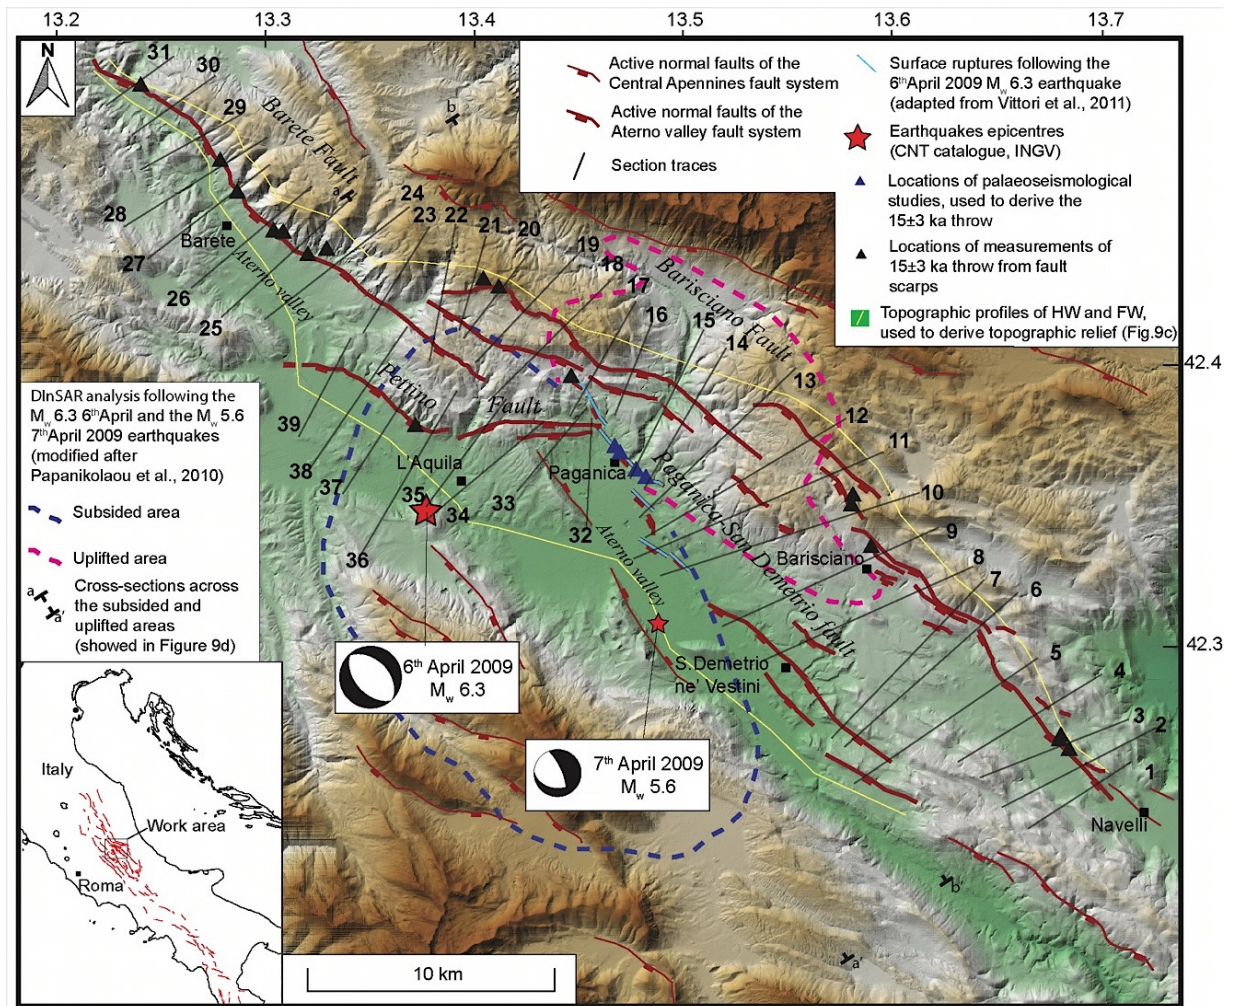 13.2 13.3 13.4 13.5 13.6 13.7
N
Active normal faults of the
Central Apennines fault system
Active normal faults of the
Aterno valley fault system
Section traces
Surface ruptures following the
6th April 2009 Mw 6.3 earthquake
(adapted from Vittori et al., 2011)
Earthquakes epicentres
(CNT catalogue, INGV)
Locations of palaeoseismological
studies, used to derive the
15±3 ka throw
Locations of measurements of
15±3 ka throw from fault
scarps
Topographic profiles of HW and FW,
used to derive topographic relief (Fig.9c)
31
30
29
Barete Fault
b
a
24
23
22
21
20
19
18
17
16
15
14
13
12
11
10
9
8
7
6
5
4
3
2
1
28
27
26
25
Barete
Aterno valley
Barisciano Fault
42.4
Pettino
Fault
39
38
37
36
35
34
33
32
L'Aquila
Paganica
Paganica-San Demetrio fault
Aterno valley
Barisciano
42.3
S.Demetrio
ne' Vestini
Navelli
b'
a'
DInSAR analysis following the
Mw 6.3 6th April and the Mw 5.6
7th April 2009 earthquakes
(modified after
Papanikolaou et al., 2010)
Subsided area
Uplifted area
a
a'
Cross-sections across
the subsided and
uplifted areas
(showed in Figure 9d)
6th April 2009
Mw 6.3
7th April 2009
Mw 5.6
Italy
Work area
Roma
10 km